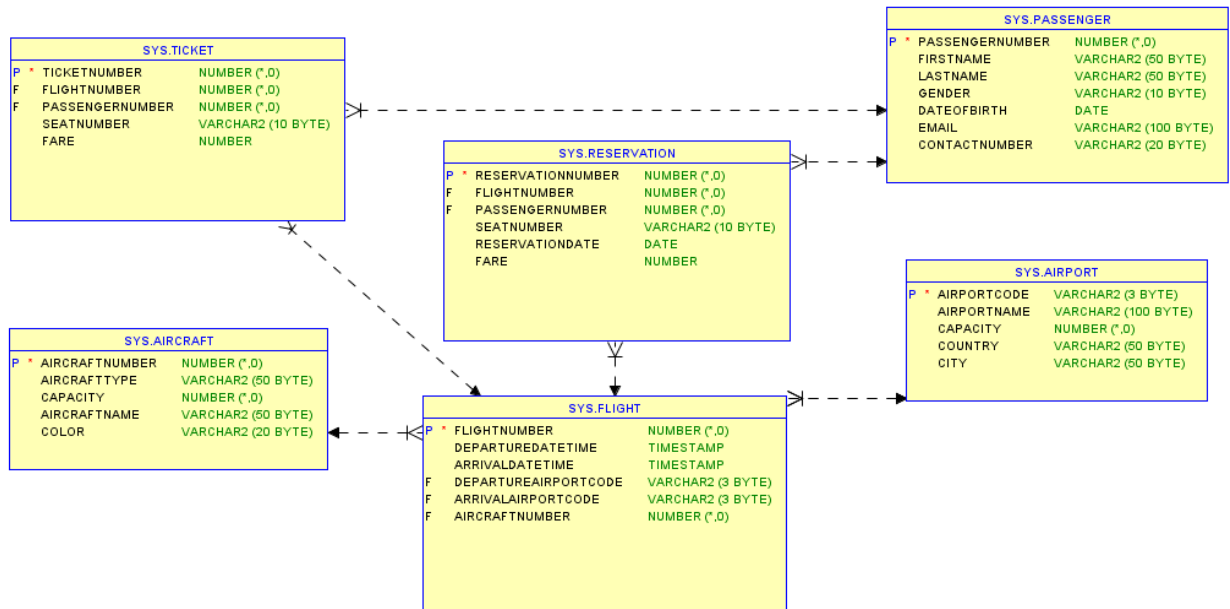 SYS.TICKET
P * TICKETNUMBER NUMBER (*,0)
F FLIGHTNUMBER NUMBER (*,0)
F PASSENGERNUMBER NUMBER (*,0)
SEATNUMBER VARCHAR2 (10 BYTE)
FARE NUMBER
SYS.PASSENGER
P * PASSENGERNUMBER NUMBER (*,0)
FIRSTNAME VARCHAR2 (50 BYTE)
LASTNAME VARCHAR2 (50 BYTE)
GENDER VARCHAR2 (10 BYTE)
DATEOFBIRTH DATE
EMAIL VARCHAR2 (100 BYTE)
CONTACTNUMBER VARCHAR2 (20 BYTE)
SYS.RESERVATION
P * RESERVATIONNUMBER NUMBER (*,0)
F FLIGHTNUMBER NUMBER (*,0)
F PASSENGERNUMBER NUMBER (*,0)
SEATNUMBER VARCHAR2 (10 BYTE)
RESERVATIONDATE DATE
FARE NUMBER
SYS.AIRPORT
P * AIRPORTCODE VARCHAR2 (3 BYTE)
AIRPORTNAME VARCHAR2 (100 BYTE)
CAPACITY NUMBER (*,0)
COUNTRY VARCHAR2 (50 BYTE)
CITY VARCHAR2 (50 BYTE)
SYS.AIRCRAFT
P * AIRCRAFTNUMBER NUMBER (*,0)
AIRCRAFTTYPE VARCHAR2 (50 BYTE)
CAPACITY NUMBER (*,0)
AIRCRAFTNAME VARCHAR2 (50 BYTE)
COLOR VARCHAR2 (20 BYTE)
SYS.FLIGHT
P * FLIGHTNUMBER NUMBER (*,0)
DEPARTUREDATETIME TIMESTAMP
ARRIVALDATETIME TIMESTAMP
F DEPARTUREAIRPORTCODE VARCHAR2 (3 BYTE)
F ARRIVALAIRPORTCODE VARCHAR2 (3 BYTE)
F AIRCRAFTNUMBER NUMBER (*,0)